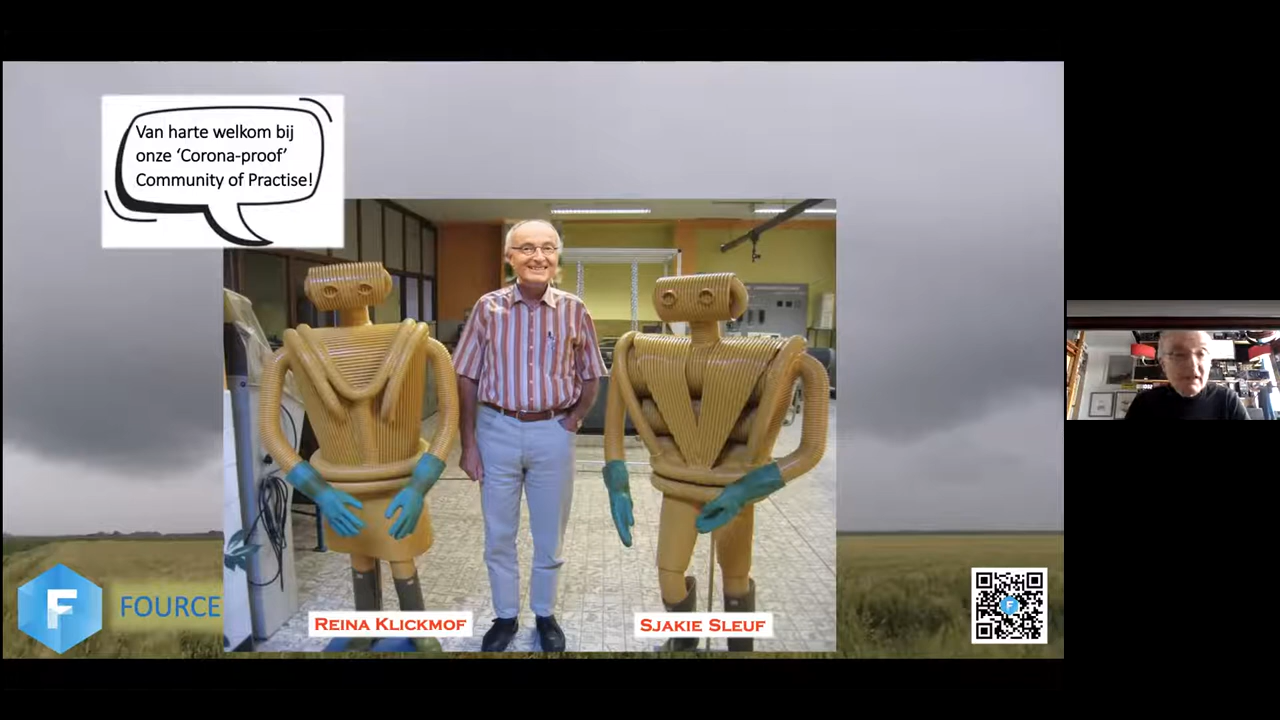 Van harte welkom bij
onze ‘Corona-proof’
Community of Practise!
REINA KLICKMOF
SJAKIE SLEUF
F FOURCE
F